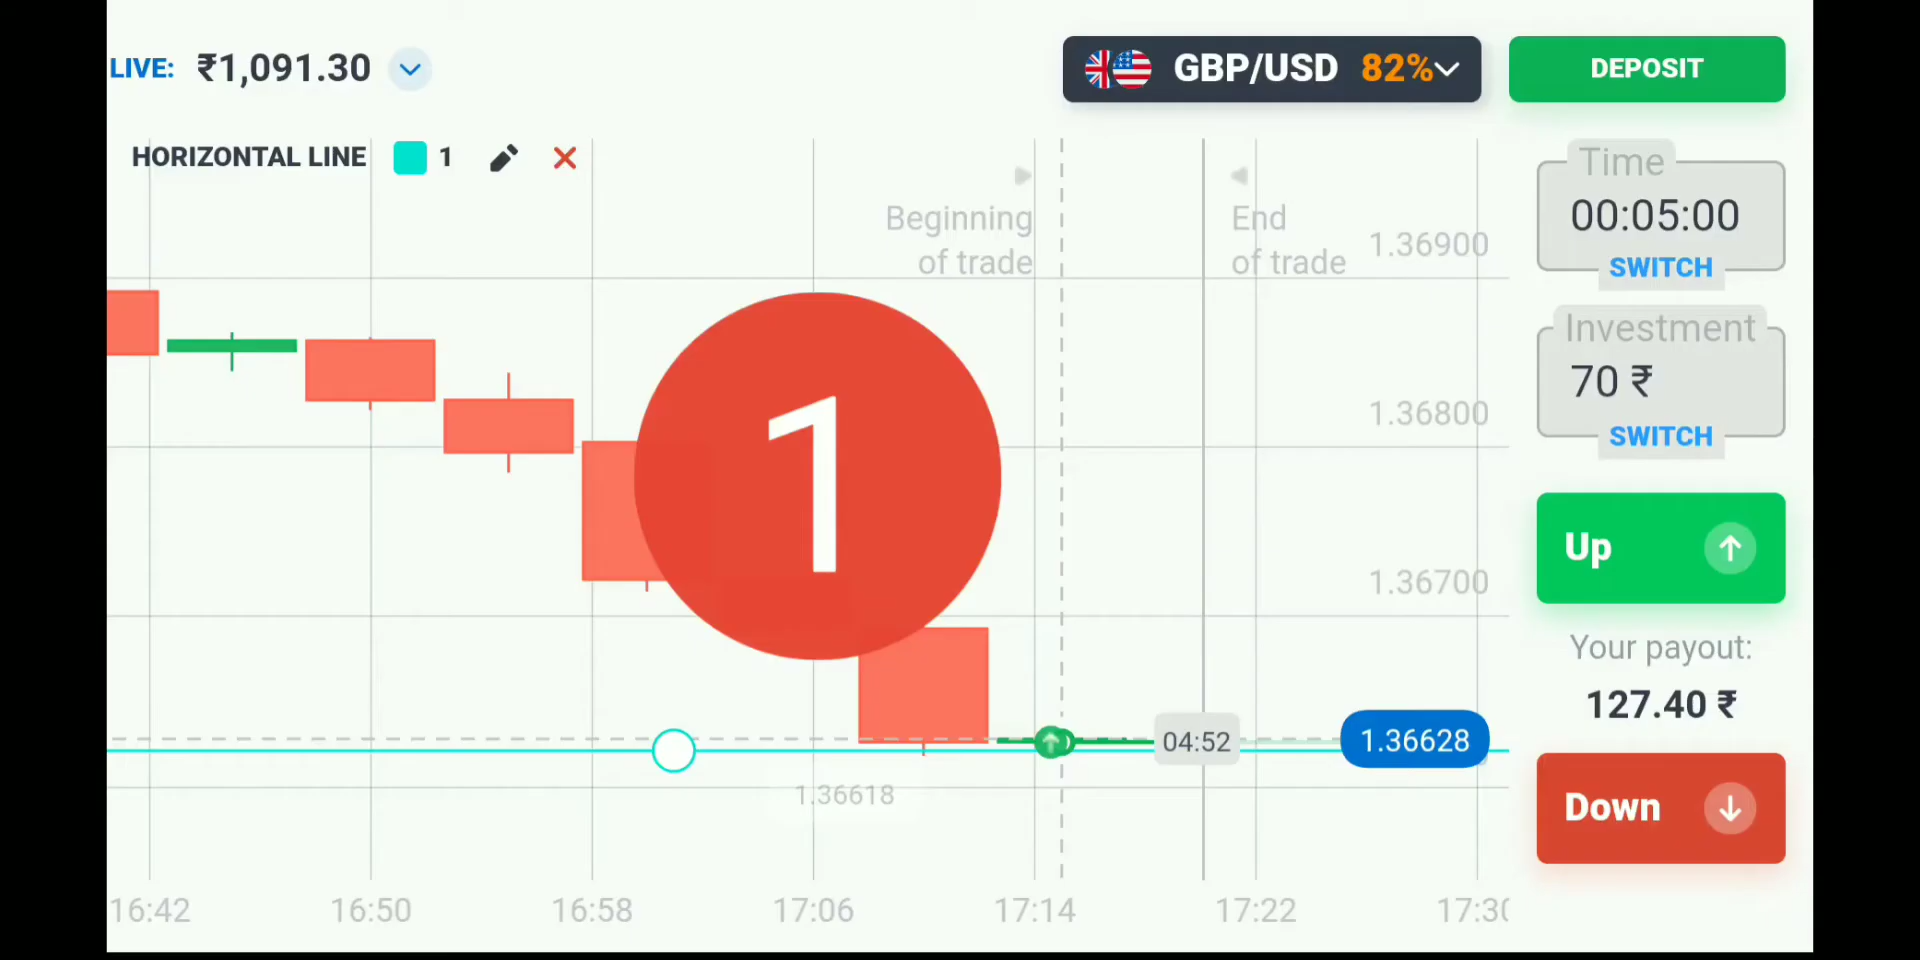 LIVE: ₹1,091.30
GBP/USD 82%
DEPOSIT
HORIZONTAL LINE 1
Beginning
of trade
End
of trade
1.36900
1.36800
1.36700
1
04:52
1.36628
1.36618
16:42 16:50 16:58 17:06 17:14 17:22 17:30
Time
00:05:00
SWITCH
Investment
70 ₹
SWITCH
Up
Your payout:
127.40 ₹
Down